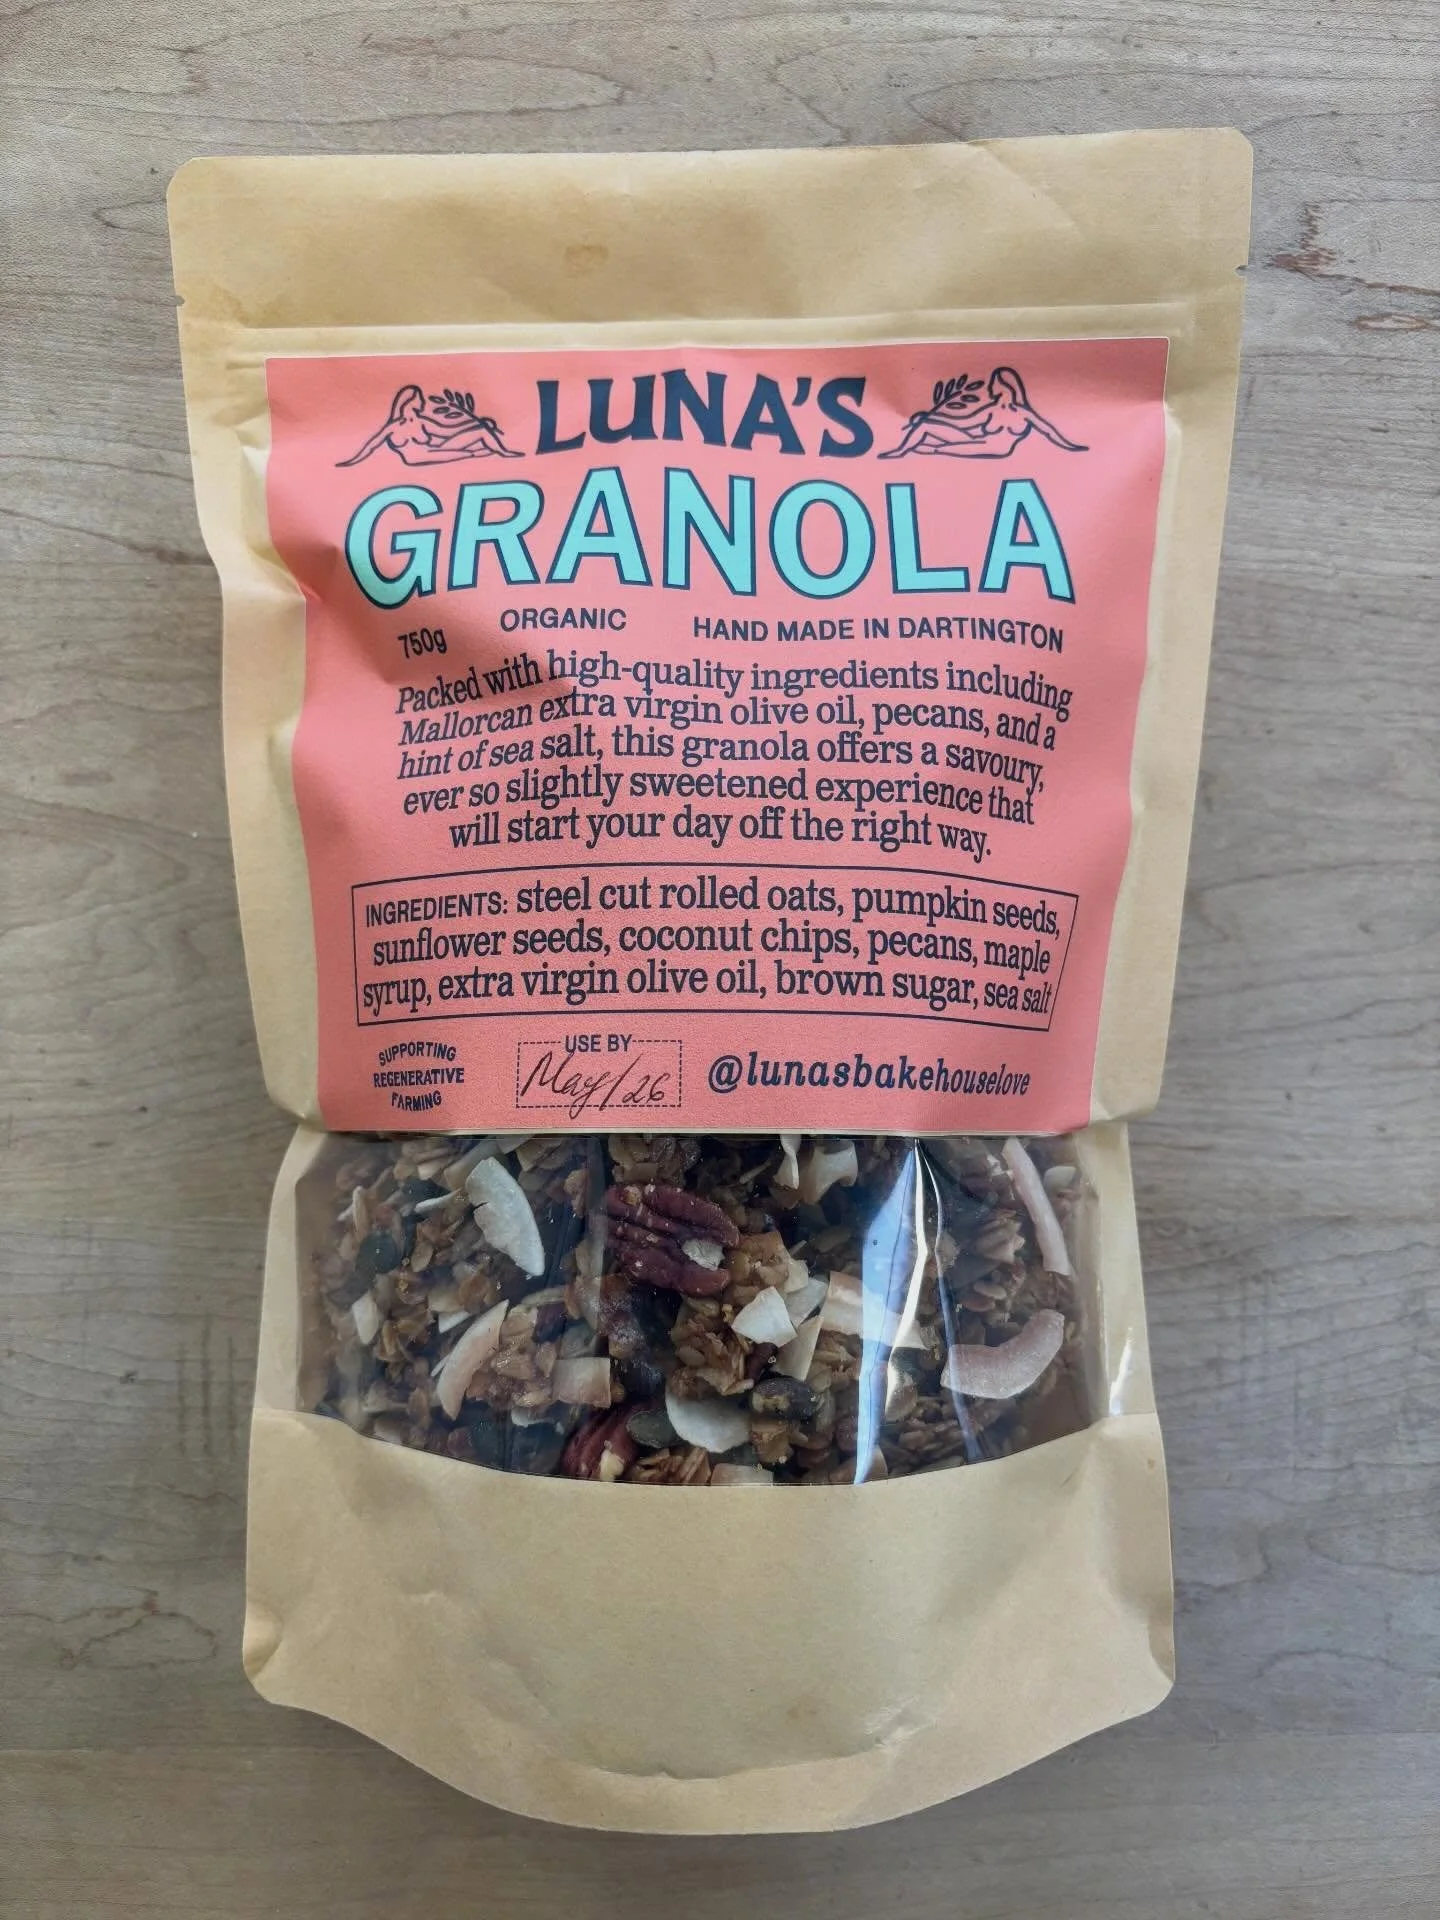 LUNA'S
GRANOLA
750g ORGANIC HAND MADE IN DARTINGTON
Packed with high-quality ingredients including
Mallorcan extra virgin olive oil, pecans, and a
hint of sea salt, this granola offers a savoury,
ever so slightly sweetened experience that
will start your day off the right way.
INGREDIENTS: steel cut rolled oats, pumpkin seeds,
sunflower seeds, coconut chips, pecans, maple
syrup, extra virgin olive oil, brown sugar, sea salt
SUPPORTING
REGENERATIVE
FARMING
USE BY
May/26
@lunasbakehouselove